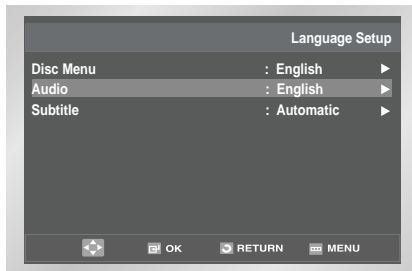 Language Setup
Disc Menu : English ►
Audio : English ►
Subtitle : Automatic ►
OK RETURN MENU